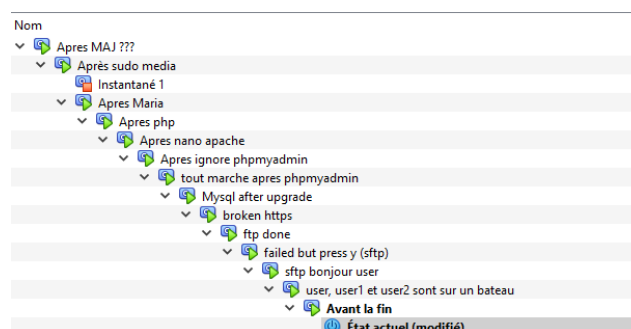 Nom
Apres MAJ ???
Après sudo media
Instantané 1
Apres Maria
Apres php
Apres nano apache
Apres ignore phpmyadmin
tout marche apres phpmyadmin
Mysql after upgrade
broken https
ftp done
failed but press y (sftp)
sftp bonjour user
user, user1 et user2 sont sur un bateau
Avant la fin
État actuel (modifié)